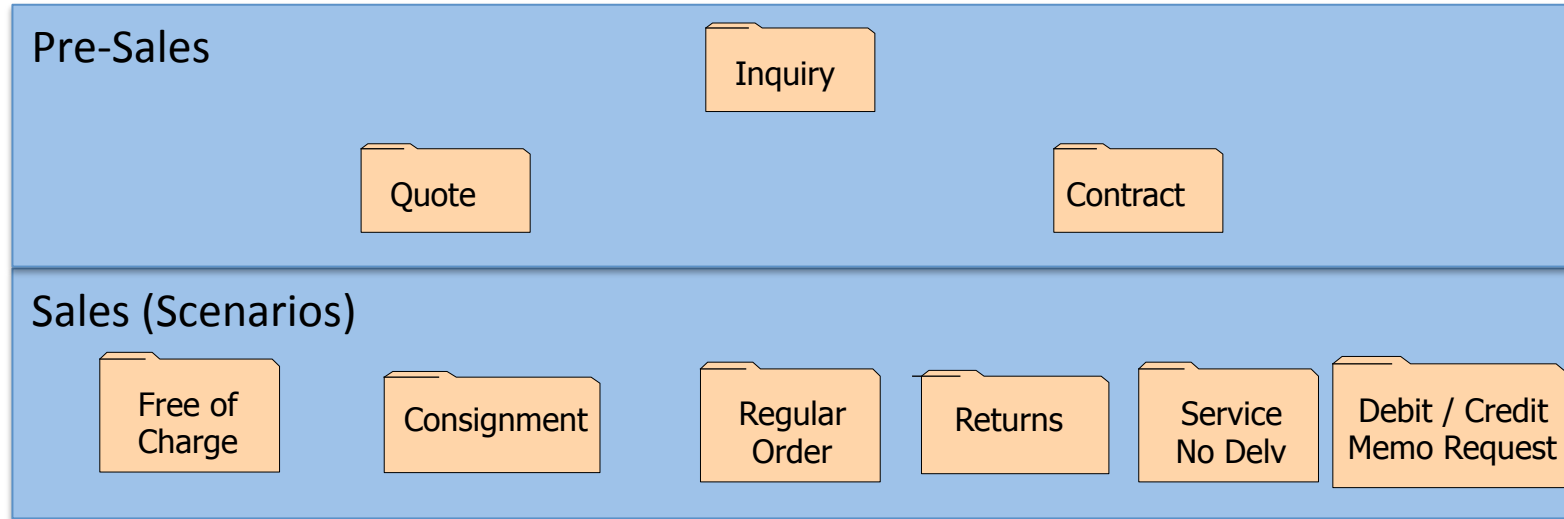 Pre-Sales
Inquiry
Quote
Contract
Sales (Scenarios)
Free of
Charge
Consignment
Regular
Order
Returns
Service
No Delv
Debit / Credit
Memo Request